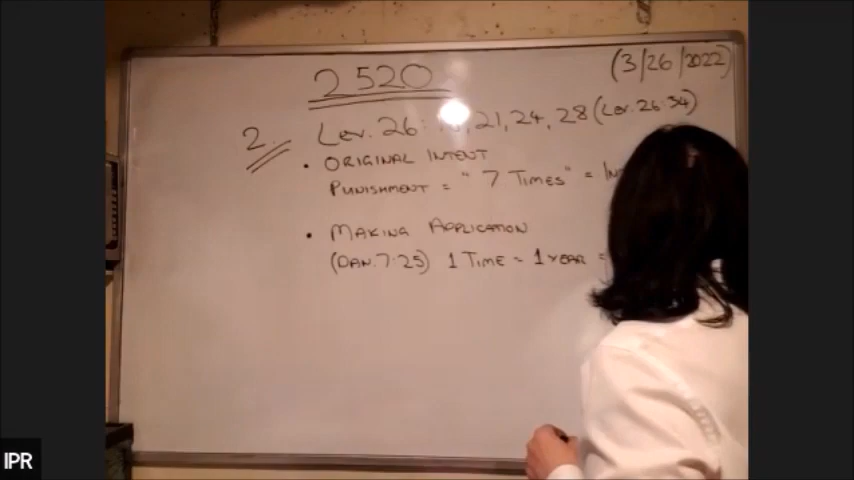 2520
(3/26/2022)
2. Lev. 26: 21, 24, 28 (Lev. 26:34)
• ORIGINAL INTENT
PUNISHMENT = "7 TIMES" =
• MAKING APPLICATION
(DAN. 7:25) 1 TIME = 1 YEAR =
IPR